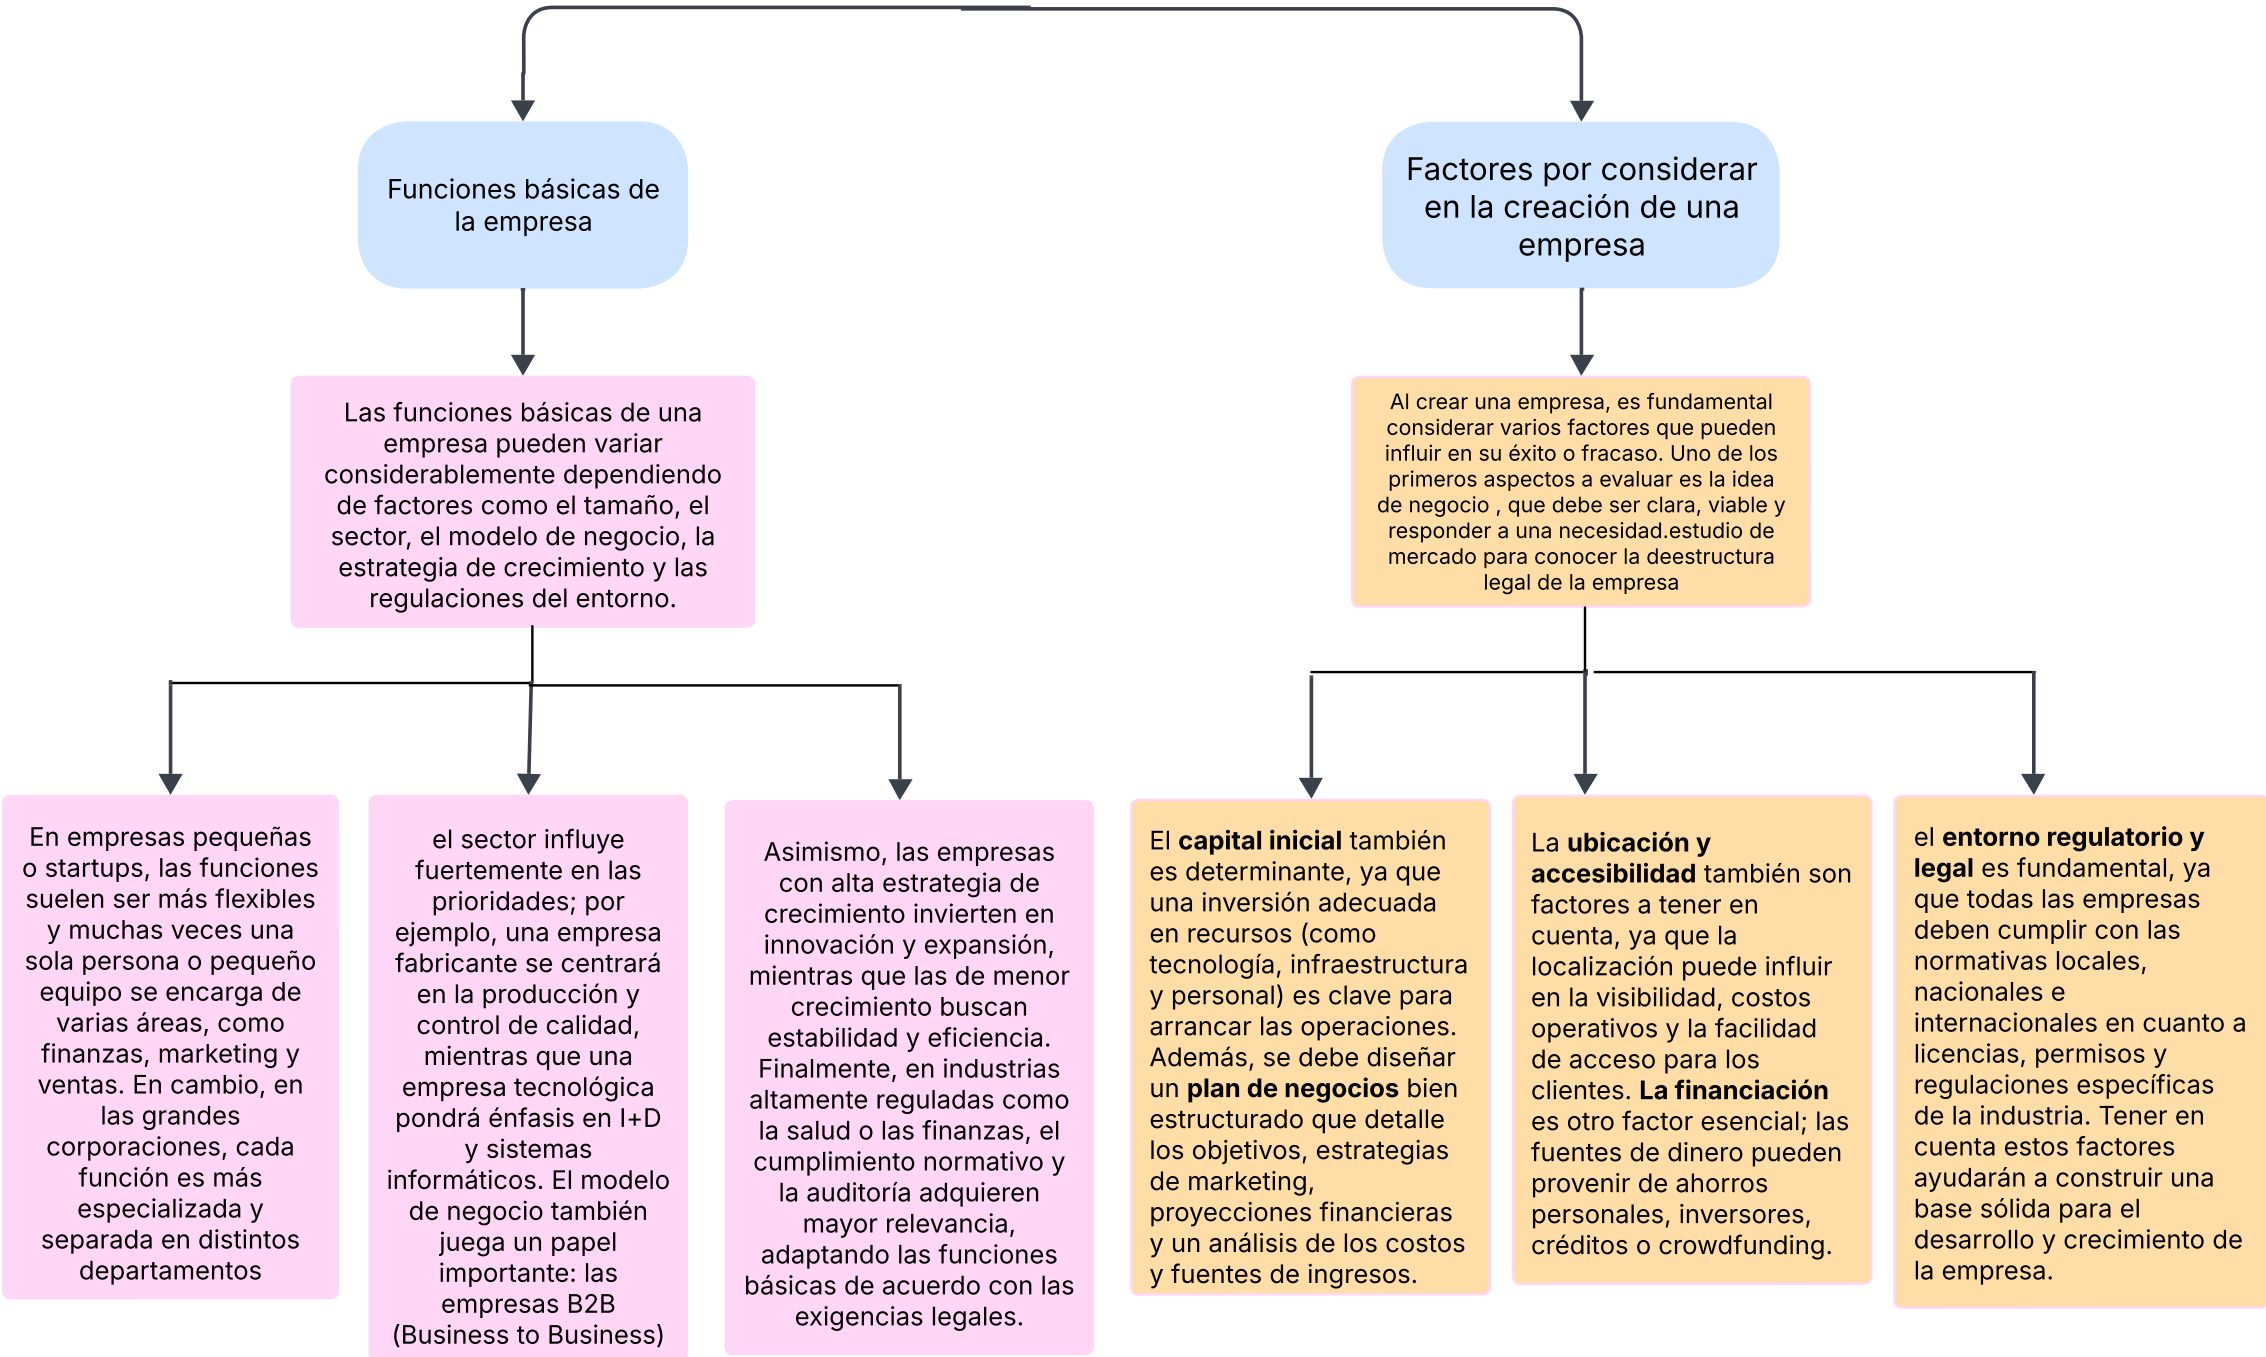 Funciones básicas de
la empresa
Factores por considerar
en la creación de una
empresa
Las funciones básicas de una
empresa pueden variar
considerablemente dependiendo
de factores como el tamaño, el
sector, el modelo de negocio, la
estrategia de crecimiento y las
regulaciones del entorno.
Al crear una empresa, es fundamental
considerar varios factores que pueden
influir en su éxito o fracaso. Uno de los
primeros aspectos a evaluar es la idea
de negocio , que debe ser clara, viable y
responder a una necesidad.estudio de
mercado para conocer la deestructura
legal de la empresa
En empresas pequeñas
o startups, las funciones
suelen ser más flexibles
y muchas veces una
sola persona o pequeño
equipo se encarga de
varias áreas, como
finanzas, marketing y
ventas. En cambio, en
las grandes
corporaciones, cada
función es más
especializada y
separada en distintos
departamentos
el sector influye
fuertemente en las
prioridades; por
ejemplo, una empresa
fabricante se centrará
en la producción y
control de calidad,
mientras que una
empresa tecnológica
pondrá énfasis en I+D
y sistemas
informáticos. El modelo
de negocio también
juega un papel
importante: las
empresas B2B
(Business to Business)
Asimismo, las empresas
con alta estrategia de
crecimiento invierten en
innovación y expansión,
mientras que las de menor
crecimiento buscan
estabilidad y eficiencia.
Finalmente, en industrias
altamente reguladas como
la salud o las finanzas, el
cumplimiento normativo y
la auditoría adquieren
mayor relevancia,
adaptando las funciones
básicas de acuerdo con las
exigencias legales.
El capital inicial también
es determinante, ya que
una inversión adecuada
en recursos (como
tecnología, infraestructura
y personal) es clave para
arrancar las operaciones.
Además, se debe diseñar
un plan de negocios bien
estructurado que detalle
los objetivos, estrategias
de marketing,
proyecciones financieras
y un análisis de los costos
y fuentes de ingresos.
La ubicación y
accesibilidad también son
factores a tener en
cuenta, ya que la
localización puede influir
en la visibilidad, costos
operativos y la facilidad
de acceso para los
clientes. La financiación
es otro factor esencial; las
fuentes de dinero pueden
provenir de ahorros
personales, inversores,
créditos o crowdfunding.
el entorno regulatorio y
legal es fundamental, ya
que todas las empresas
deben cumplir con las
normativas locales,
nacionales e
internacionales en cuanto a
licencias, permisos y
regulaciones específicas
de la industria. Tener en
cuenta estos factores
ayudarán a construir una
base sólida para el
desarrollo y crecimiento de
la empresa.